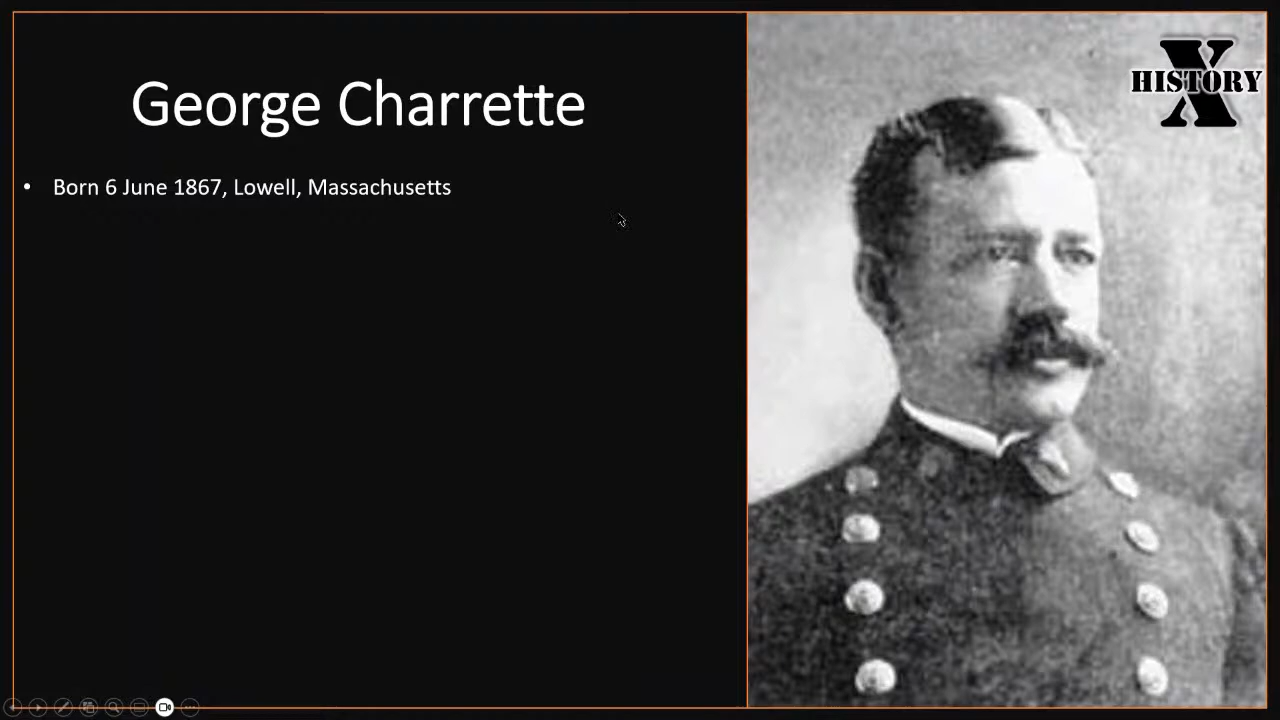 George Charrette
• Born 6 June 1867, Lowell, Massachusetts
X
HISTORY